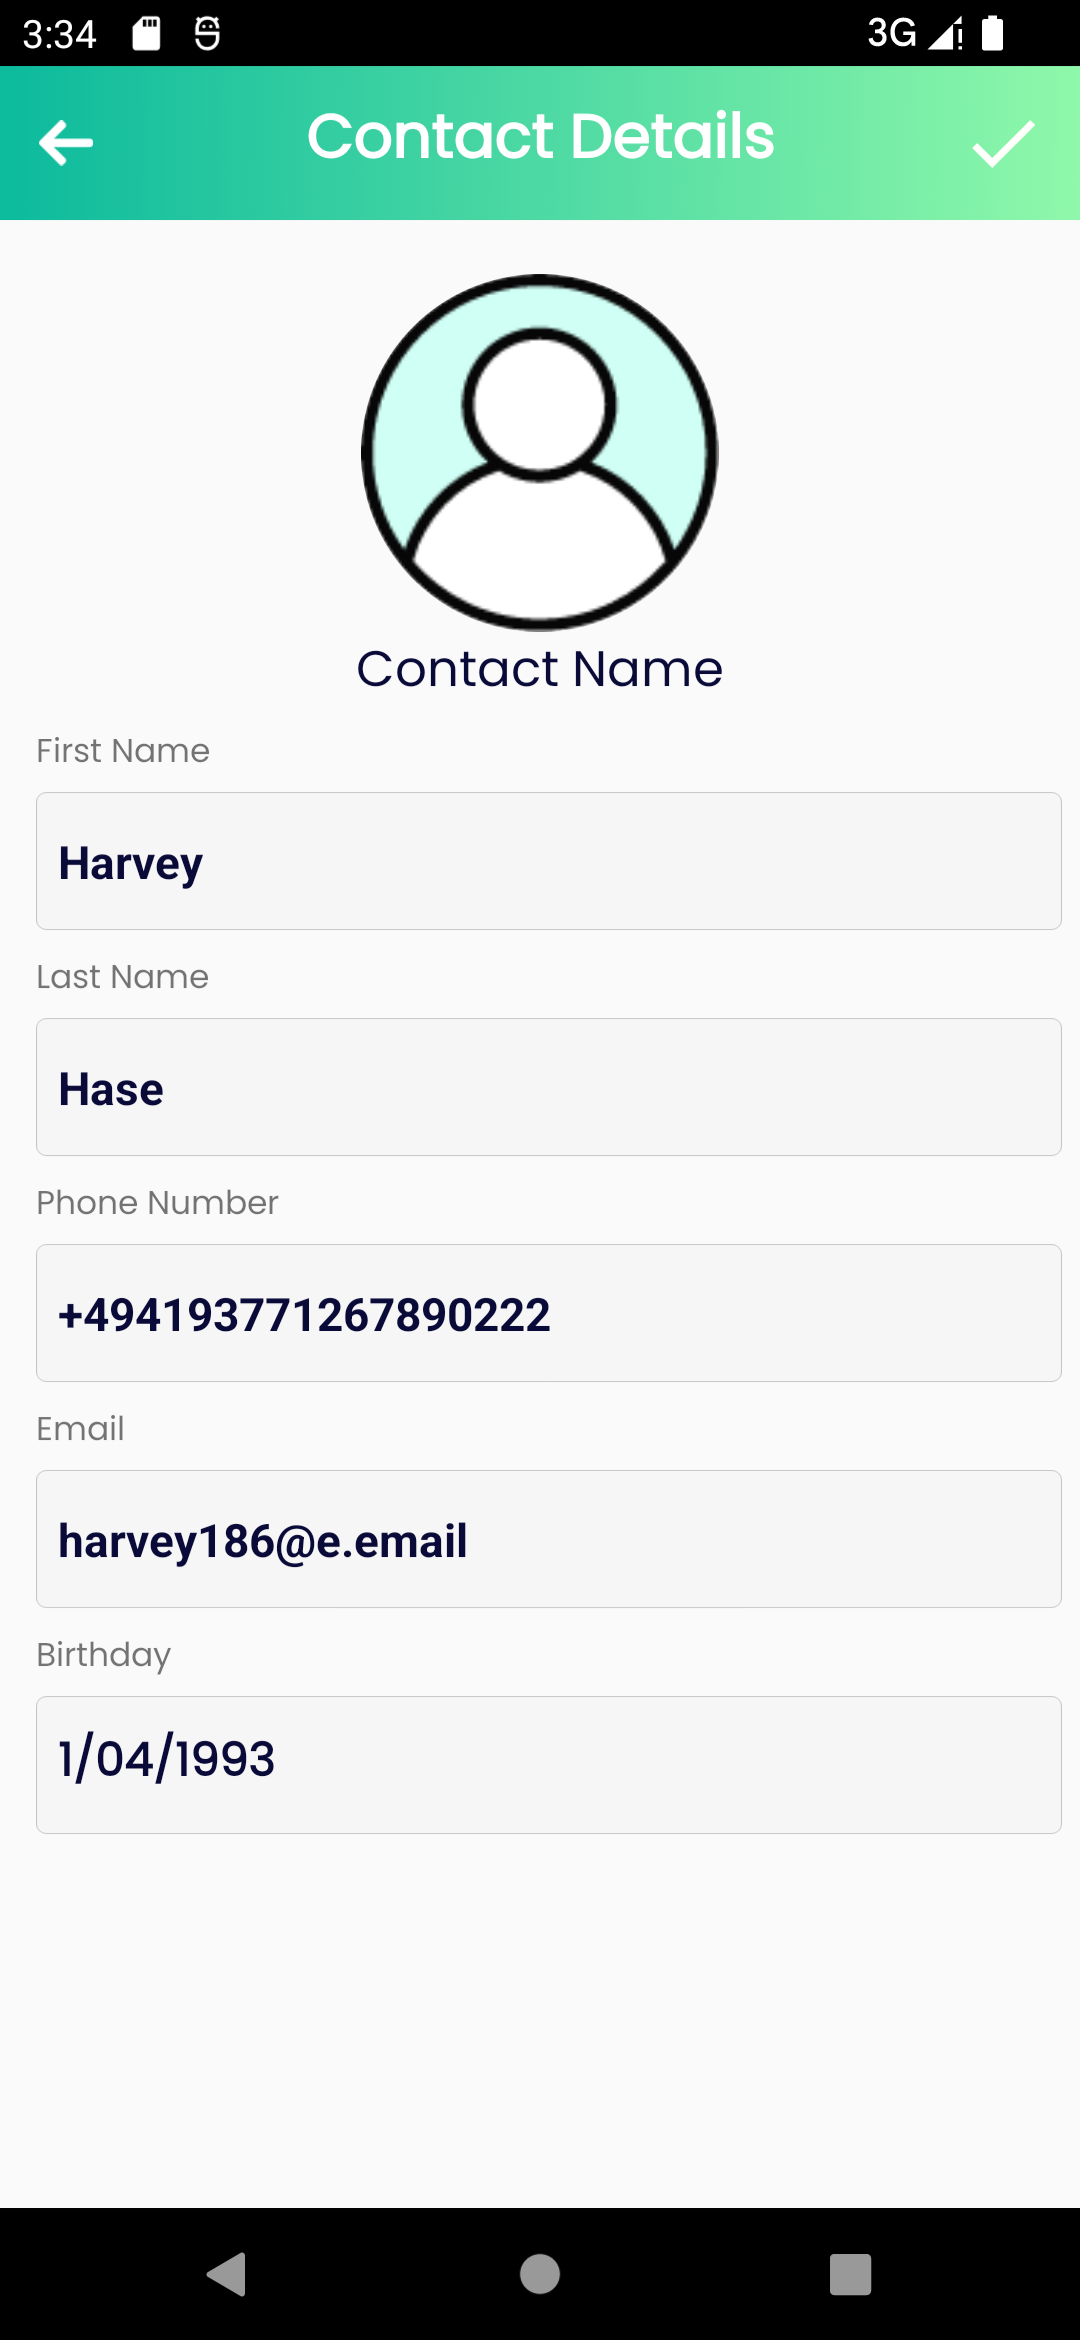 3:34 3G
Contact Details
Contact Name
First Name
Harvey
Last Name
Hase
Phone Number
+494193771267890222
Email
harvey186@e.email
Birthday
1/04/1993